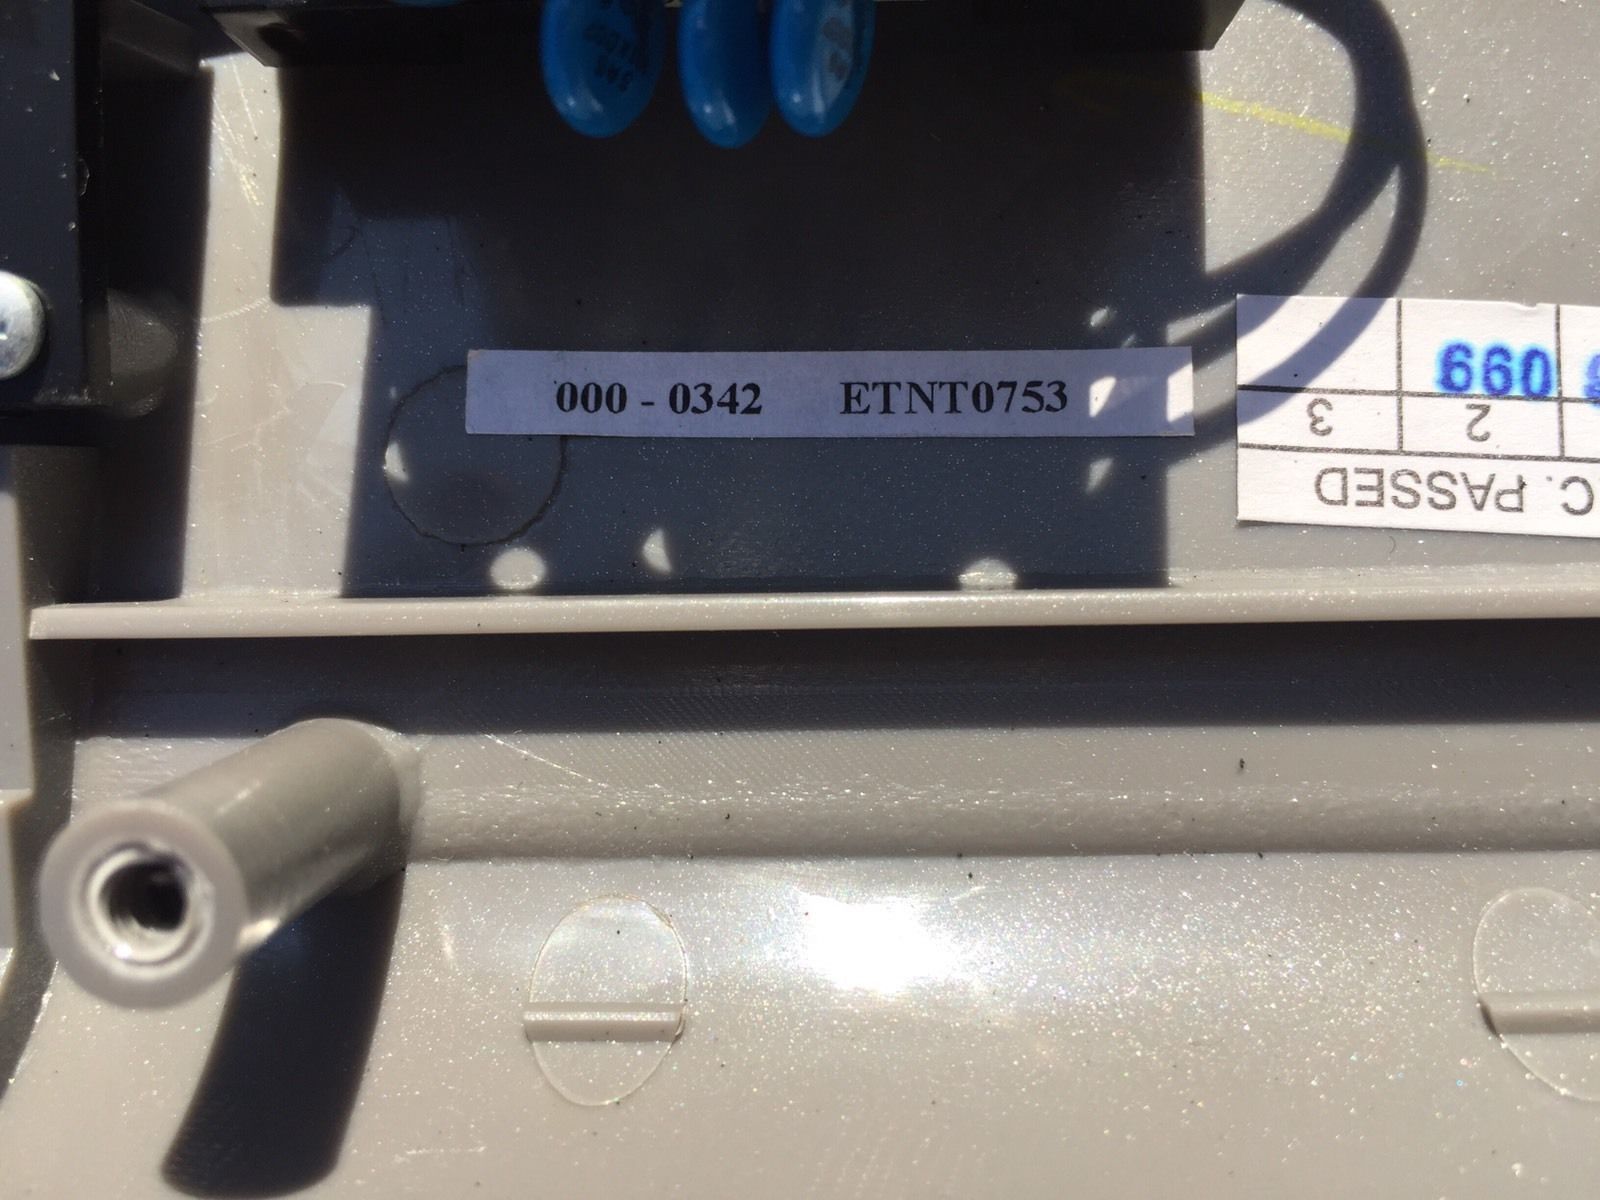 000 - 0342 ETNT0753
C. PASSED
2 3